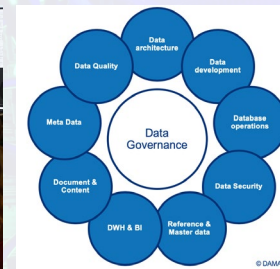 Data
architecture
Data
development
Database
operations
Data Security
Reference &
Master data
DWH & BI
Document &
Content
Meta Data
Data Quality
Data
Governance
© DAMA